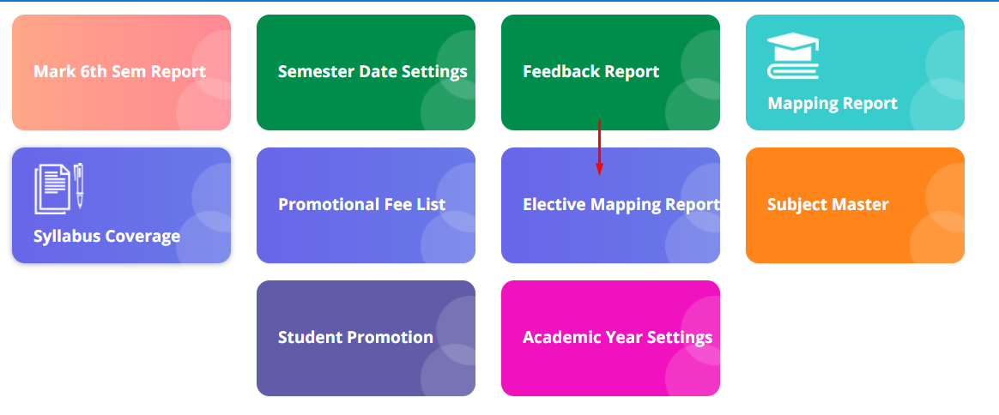 Mark 6th Sem Report
Semester Date Settings
Feedback Report
Mapping Report
Syllabus Coverage
Promotional Fee List
Elective Mapping Report
Subject Master
Student Promotion
Academic Year Settings